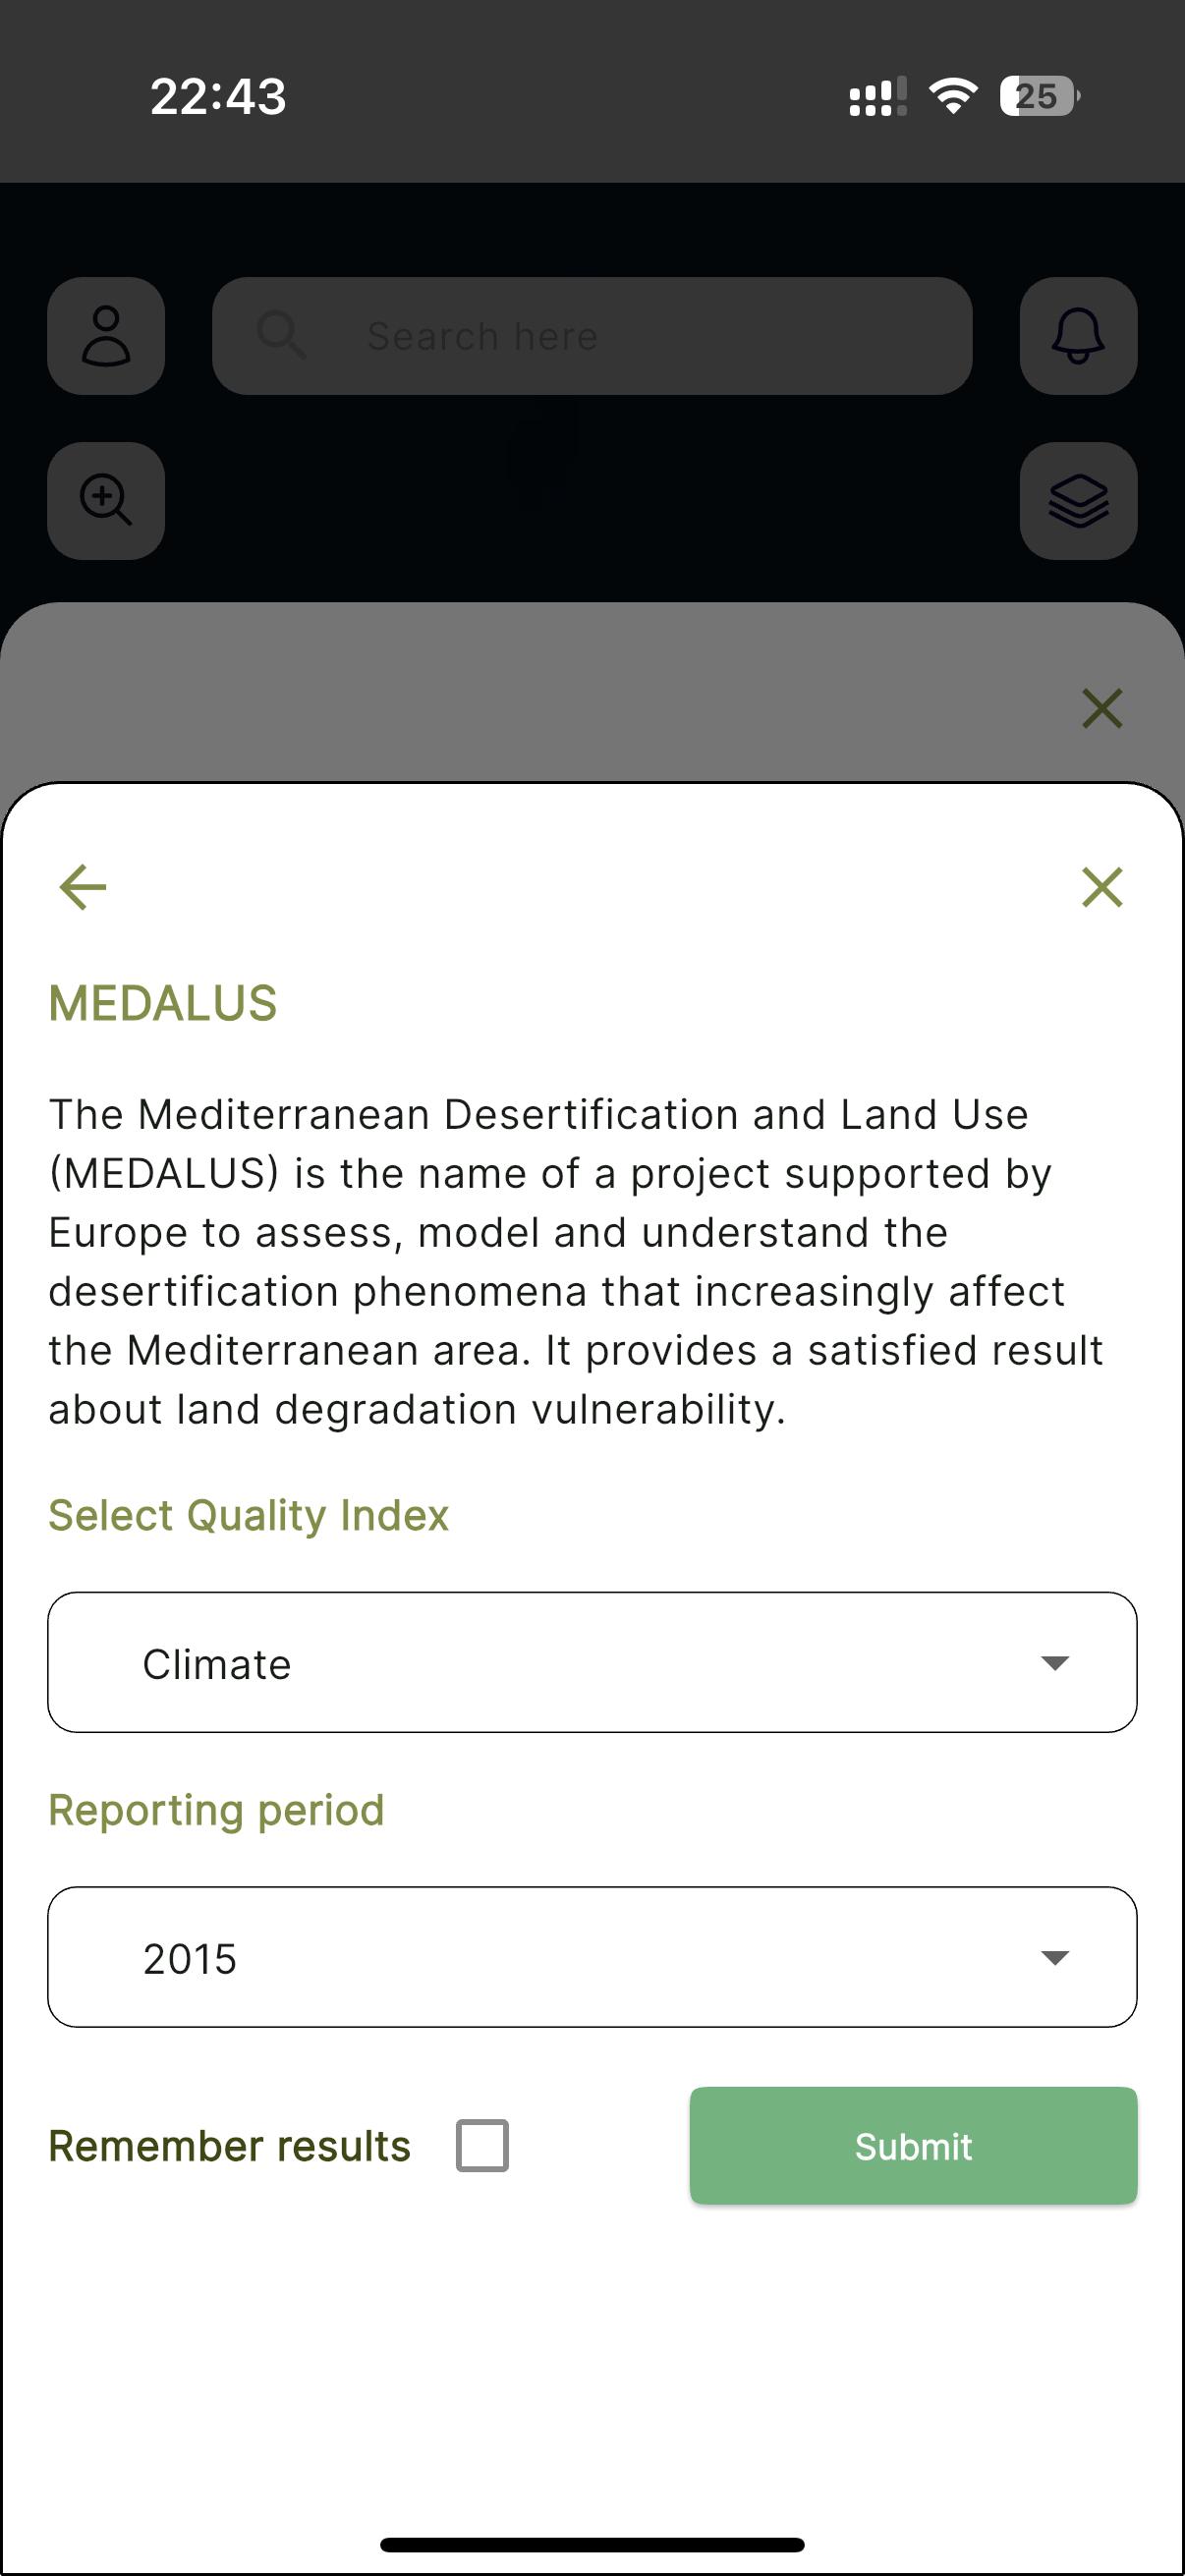 22:43
25
Search here
MEDALUS
The Mediterranean Desertification and Land Use
(MEDALUS) is the name of a project supported by
Europe to assess, model and understand the
desertification phenomena that increasingly affect
the Mediterranean area. It provides a satisfied result
about land degradation vulnerability.
Select Quality Index
Climate
Reporting period
2015
Remember results
Submit